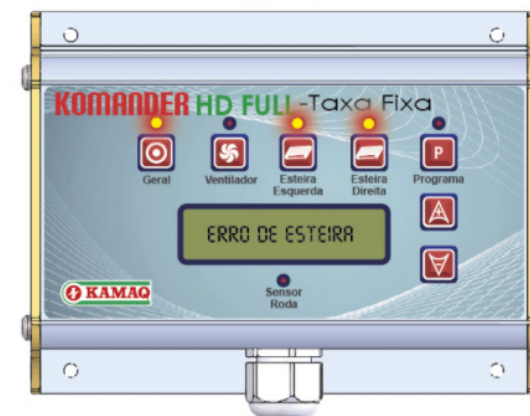 KOMANDER HD FULL-Taxa Fixa
Geral
Ventilador
Esteira
Esquerda
Esteira
Direita
P
Programa
ERRO DE ESTEIRA
KAMAQ
Sensor
Roda